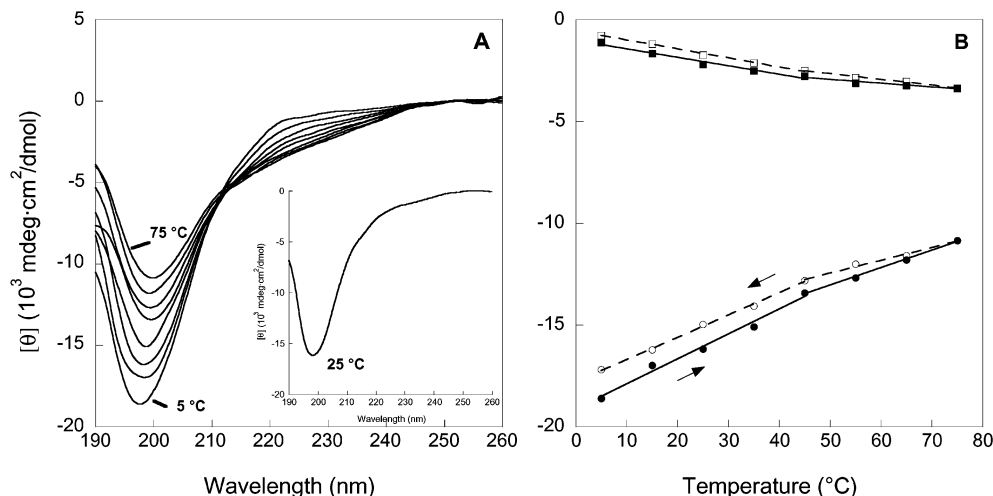 A
5
0
-5
-10
-15
-20
[θ] (10³ mdeg·cm²/dmol)
75 °C
5 °C
190 200 210 220 230 240 250 260
Wavelength (nm)
0
-5
-10
-15
-20
[θ] (10³ mdeg·cm²/dmol)
25 °C
190 200 210 220 230 240 250 260
Wavelength (nm)
B
0
-5
-10
-15
-20
0 10 20 30 40 50 60 70 80
Temperature (°C)